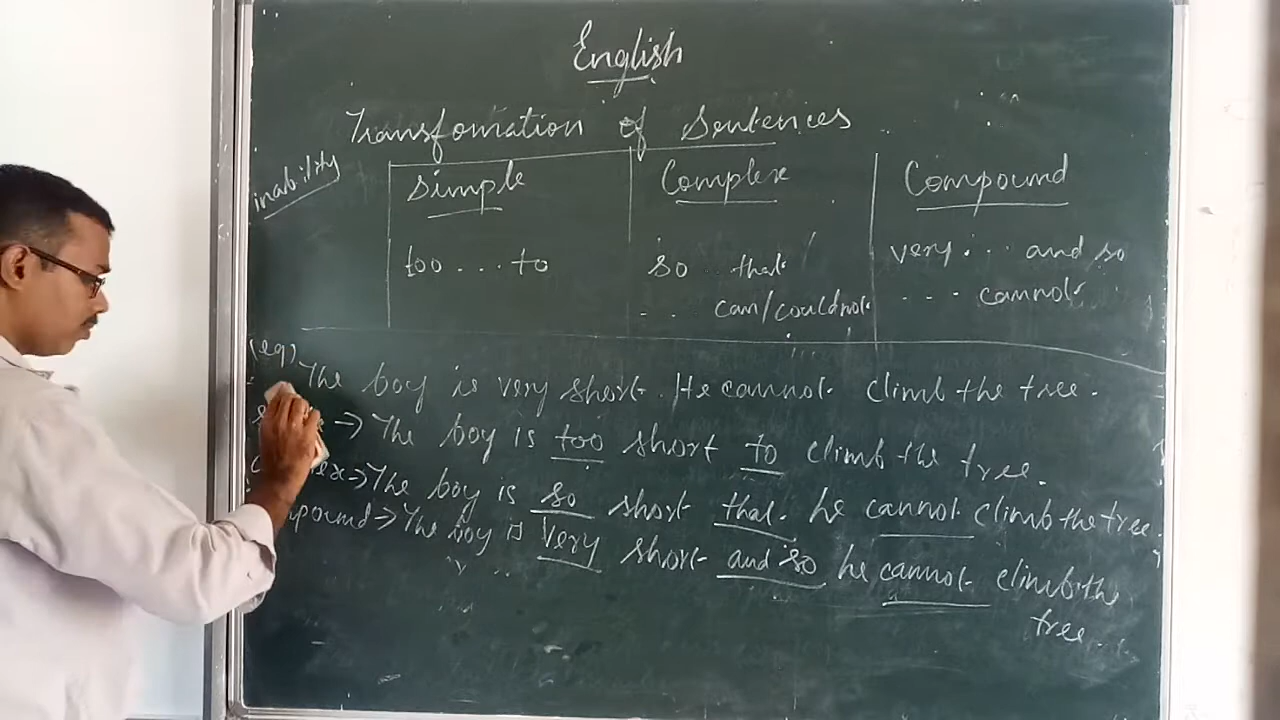 English
Transfomation of Sentences
inability
Simple
Complex
Compound
too ... to
so .. that
can/couldnot
very ... and so
... cannot
(eg) The boy is very short. He cannot climb the tree.
→ The boy is too short to climb the tree.
→ The boy is so short that he cannot climb the tree.
→ The boy is very short and so he cannot climb the
tree..